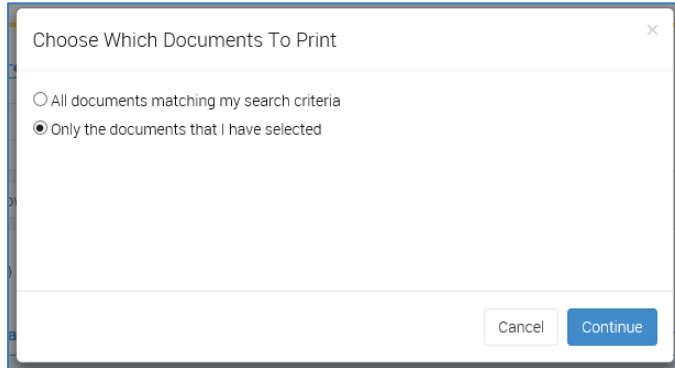 Choose Which Documents To Print
×
All documents matching my search criteria
Only the documents that I have selected
Cancel
Continue